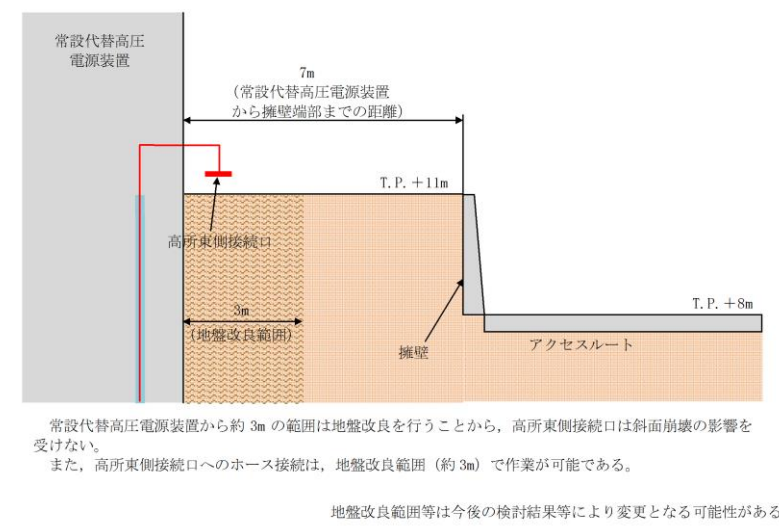 常設代替高圧
電源装置
7m
(常設代替高圧電源装置
から擁壁端部までの距離)
T.P.+11m
高所東側接続口
3m
(地盤改良範囲)
擁壁
T.P.+8m
アクセスルート
常設代替高圧電源装置から約 3m の範囲は地盤改良を行うことから，高所東側接続口は斜面崩壊の影響を
受けない。
また，高所東側接続口へのホース接続は，地盤改良範囲（約 3m）で作業が可能である。
地盤改良範囲等は今後の検討結果等により変更となる可能性がある